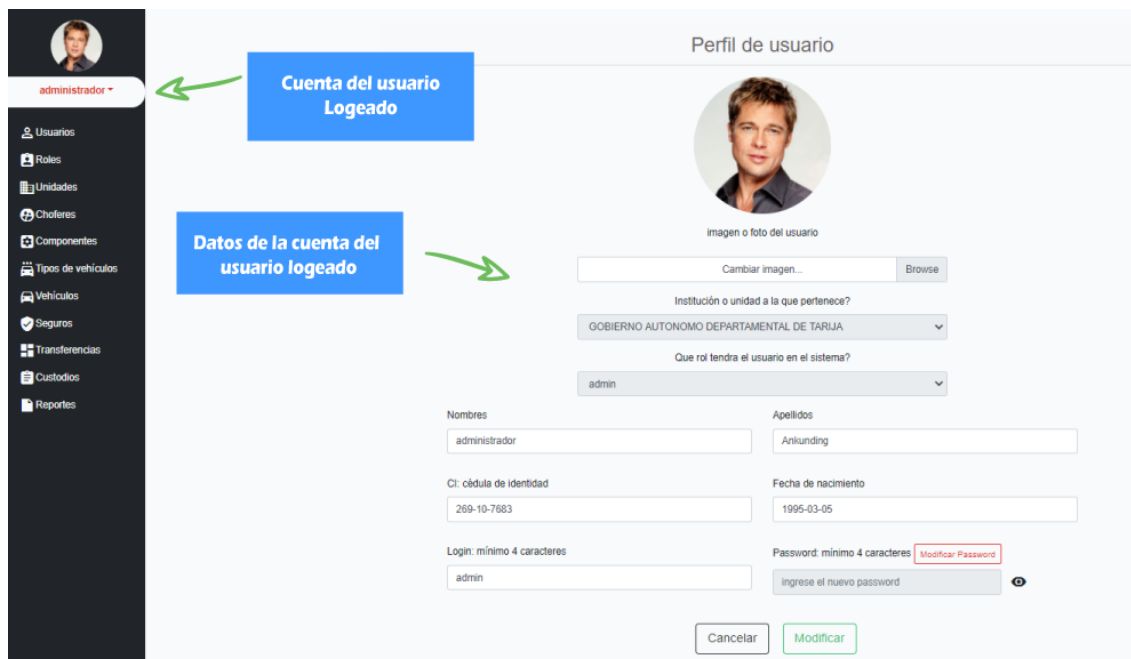 administrador
Usuarios
Roles
Unidades
Choferes
Componentes
Tipos de vehículos
Vehículos
Seguros
Transferencias
Custodios
Reportes
Cuenta del usuario
Logeado
Datos de la cuenta del
usuario logeado
Perfil de usuario
imagen o foto del usuario
Cambiar imagen... Browse
Institución o unidad a la que pertenece?
GOBIERNO AUTONOMO DEPARTAMENTAL DE TARIJA
Que rol tendra el usuario en el sistema?
admin
Nombres Apellidos
administrador Ankunding
CI: cèdula de identidad Fecha de nacimiento
269-10-7683 1995-03-05
Login: mínimo 4 caracteres Password: mínimo 4 caracteres Modificar Password
admin ingrese el nuevo password
Cancelar Modificar